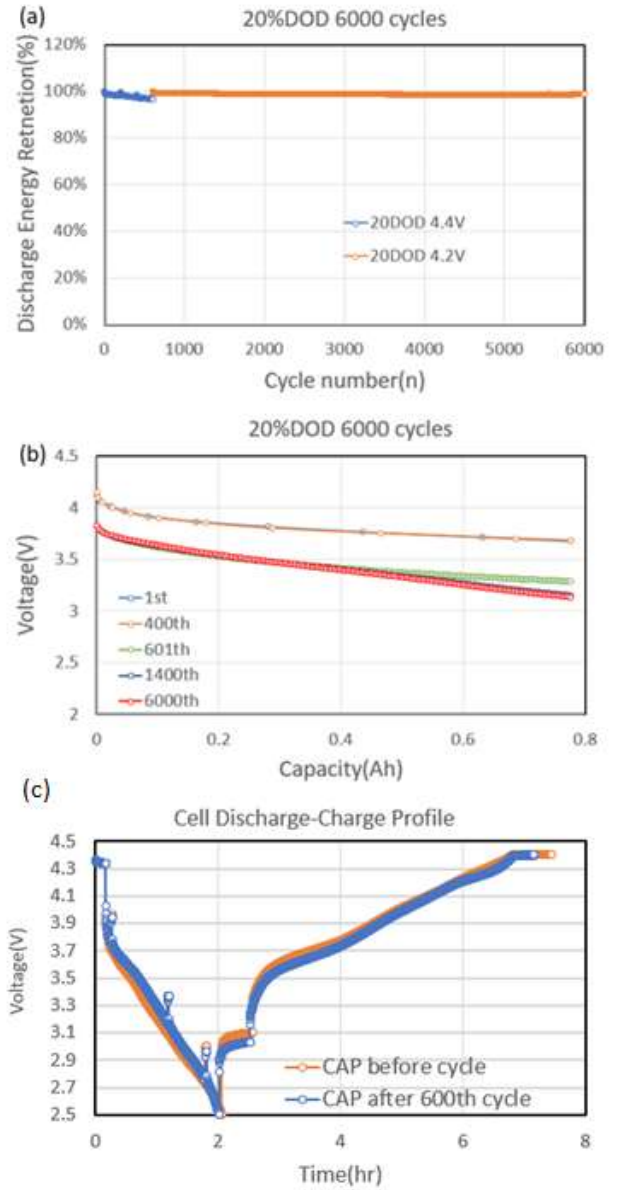 (a)
20%DOD 6000 cycles
Discharge Energy Retnetion(%)
120%
100%
80%
60%
40%
20%
0%
20DOD 4.4V
20DOD 4.2V
0 1000 2000 3000 4000 5000 6000
Cycle number(n)
20%DOD 6000 cycles
(b)
Voltage(V)
4.5
4
3.5
3
2.5
2
1st
400th
601th
1400th
6000th
0 0.2 0.4 0.6 0.8
Capacity(Ah)
(c)
Cell Discharge-Charge Profile
Voltage(V)
4.5
4.3
4.1
3.9
3.7
3.5
3.3
3.1
2.9
2.7
2.5
CAP before cycle
CAP after 600th cycle
0 2 4 6 8
Time(hr)